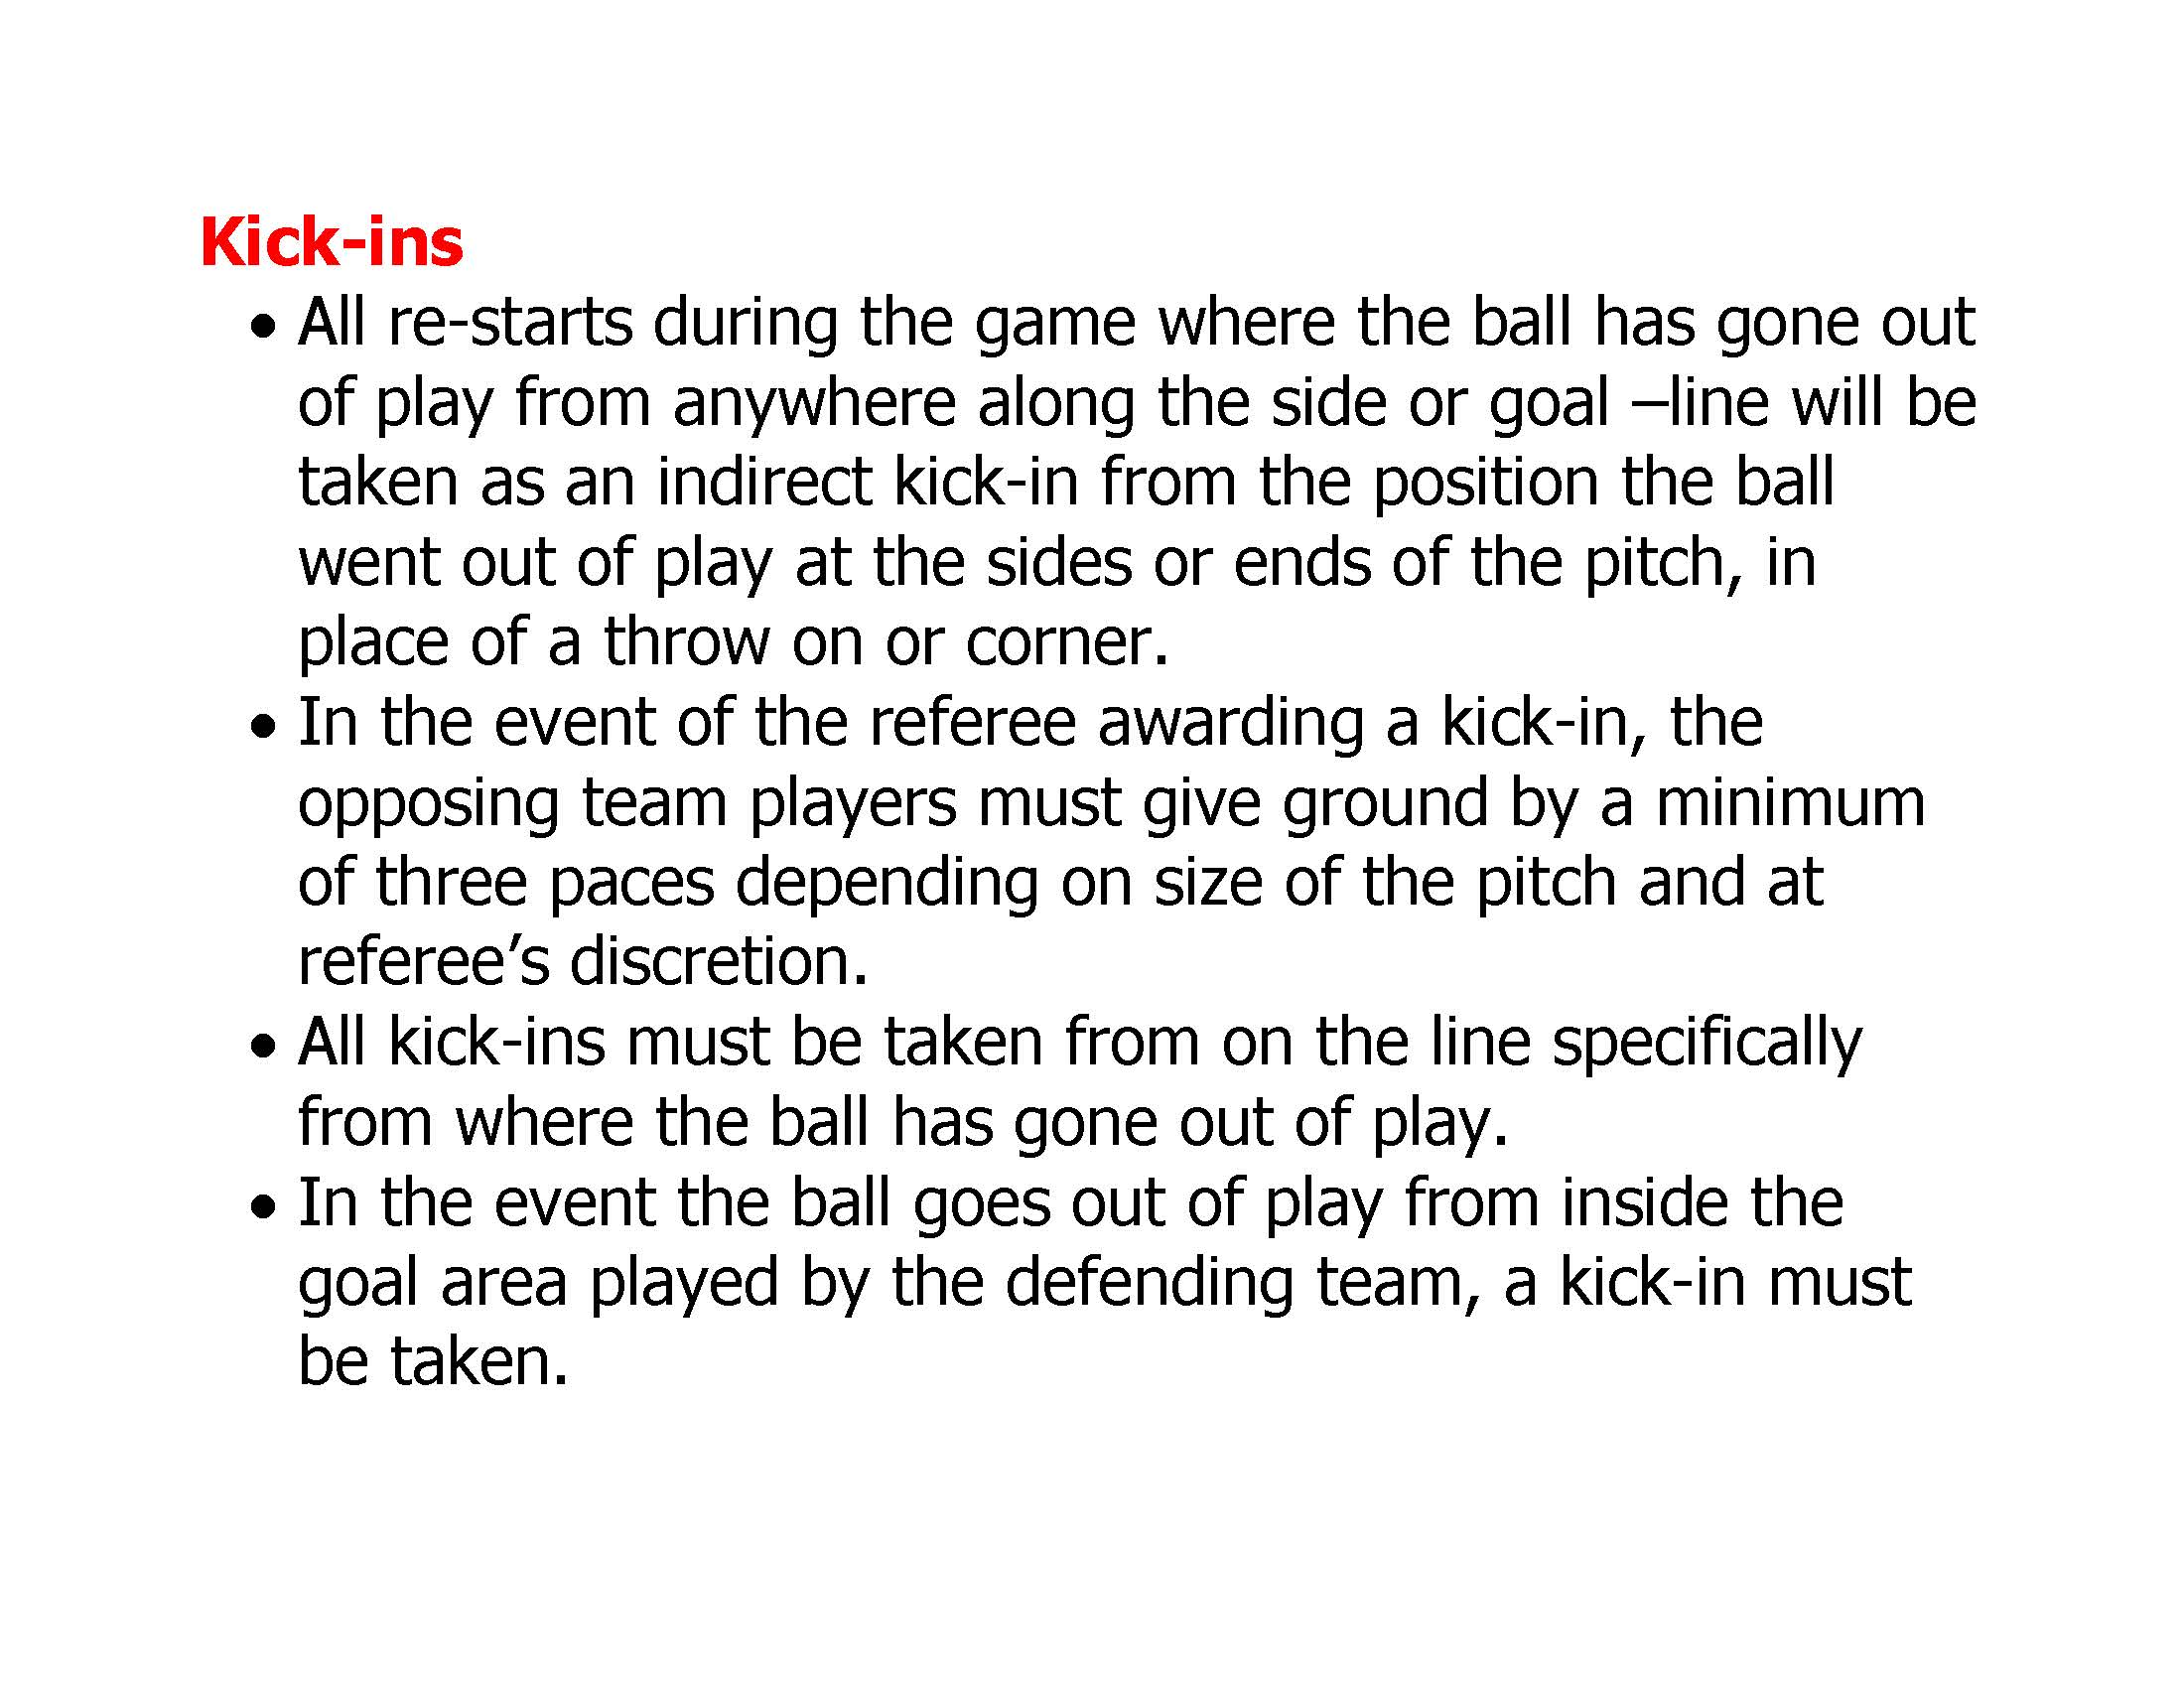 Kick-ins
• All re-starts during the game where the ball has gone out
of play from anywhere along the side or goal –line will be
taken as an indirect kick-in from the position the ball
went out of play at the sides or ends of the pitch, in
place of a throw on or corner.
• In the event of the referee awarding a kick-in, the
opposing team players must give ground by a minimum
of three paces depending on size of the pitch and at
referee’s discretion.
• All kick-ins must be taken from on the line specifically
from where the ball has gone out of play.
• In the event the ball goes out of play from inside the
goal area played by the defending team, a kick-in must
be taken.